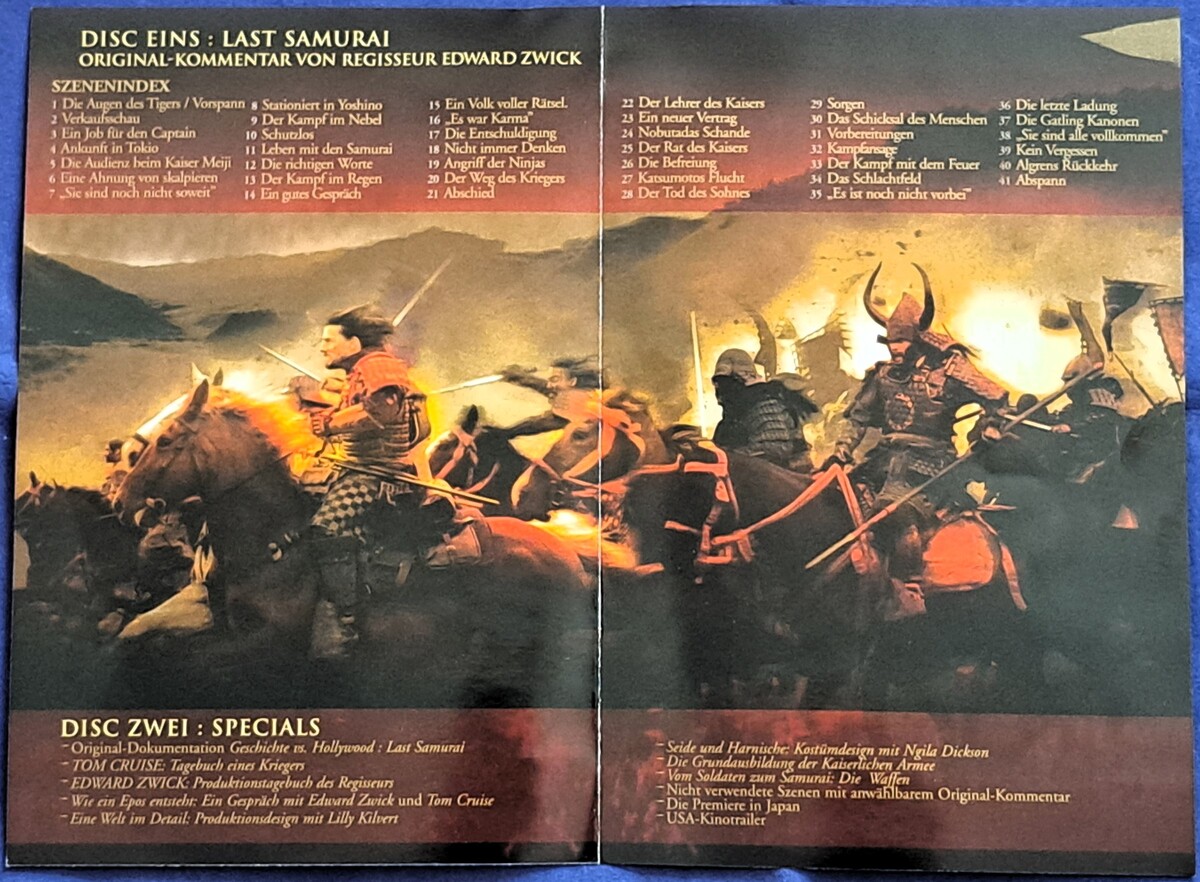 DISC EINS : LAST SAMURAI
ORIGINAL-KOMMENTAR VON REGISSEUR EDWARD ZWICK
SZENENINDEX
1 Die Augen des Tigers / Vorspann
2 Verkaufsschau
3 Ein Job für den Captain
4 Ankunft in Tokio
5 Die Audienz beim Kaiser Meiji
6 Eine Ahnung von skalpieren
7 „Sie sind noch nicht soweit"
8 Stationiert in Yoshino
9 Der Kampf im Nebel
10 Schutzlos
11 Leben mit den Samurai
12 Die richtigen Worte
13 Der Kampf im Regen
14 Ein gutes Gespräch
15 Ein Volk voller Rätsel.
16 „Es war Karma"
17 Die Entschuldigung
18 Nicht immer Denken
19 Angriff der Ninjas
20 Der Weg des Kriegers
21 Abschied
22 Der Lehrer des Kaisers
23 Ein neuer Vertrag
24 Nobutadas Schande
25 Der Rat des Kaisers
26 Die Befreiung
27 Katsumotos Flucht
28 Der Tod des Sohnes
29 Sorgen
30 Das Schicksal des Menschen
31 Vorbereitungen
32 Kampfansage
33 Der Kampf mit dem Feuer
34 Das Schlachtfeld
35 „Es ist noch nicht vorbei"
36 Die letzte Ladung
37 Die Gatling Kanonen
38 „Sie sind alle vollkommen"
39 Kein Vergessen
40 Algrens Rückkehr
41 Abspann
DISC ZWEI : SPECIALS
– Original-Dokumentation Geschichte vs. Hollywood : Last Samurai
– TOM CRUISE: Tagebuch eines Kriegers
– EDWARD ZWICK: Produktionstagebuch des Regisseurs
– Wie ein Epos entsteht: Ein Gespräch mit Edward Zwick und Tom Cruise
– Eine Welt im Detail: Produktionsdesign mit Lilly Kilvert
– Seide und Harnische: Kostümdesign mit Ngila Dickson
– Die Grundausbildung der Kaiserlichen Armee
– Vom Soldaten zum Samurai: Die Waffen
– Nicht verwendete Szenen mit anwählbarem Original-Kommentar
– Die Premiere in Japan
– USA-Kinotrailer